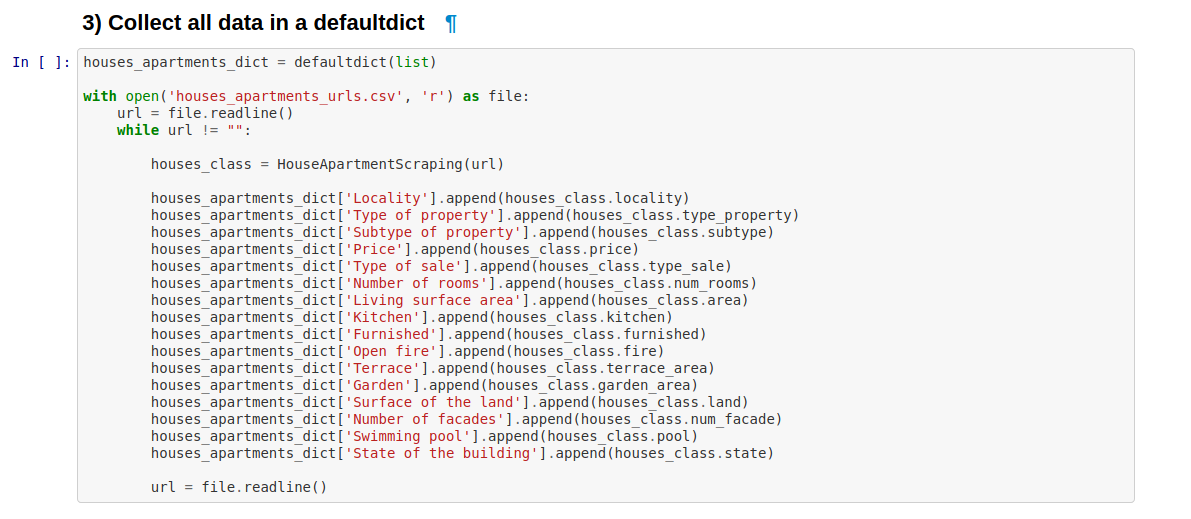 3) Collect all data in a defaultdict ¶
In [ ]: houses_apartments_dict = defaultdict(list)
with open('houses_apartments_urls.csv', 'r') as file:
    url = file.readline()
    while url != "":
        houses_class = HouseApartmentScraping(url)
        houses_apartments_dict['Locality'].append(houses_class.locality)
        houses_apartments_dict['Type of property'].append(houses_class.type_property)
        houses_apartments_dict['Subtype of property'].append(houses_class.subtype)
        houses_apartments_dict['Price'].append(houses_class.price)
        houses_apartments_dict['Type of sale'].append(houses_class.type_sale)
        houses_apartments_dict['Number of rooms'].append(houses_class.num_rooms)
        houses_apartments_dict['Living surface area'].append(houses_class.area)
        houses_apartments_dict['Kitchen'].append(houses_class.kitchen)
        houses_apartments_dict['Furnished'].append(houses_class.furnished)
        houses_apartments_dict['Open fire'].append(houses_class.fire)
        houses_apartments_dict['Terrace'].append(houses_class.terrace_area)
        houses_apartments_dict['Garden'].append(houses_class.garden_area)
        houses_apartments_dict['Surface of the land'].append(houses_class.land)
        houses_apartments_dict['Number of facades'].append(houses_class.num_facade)
        houses_apartments_dict['Swimming pool'].append(houses_class.pool)
        houses_apartments_dict['State of the building'].append(houses_class.state)
        url = file.readline()